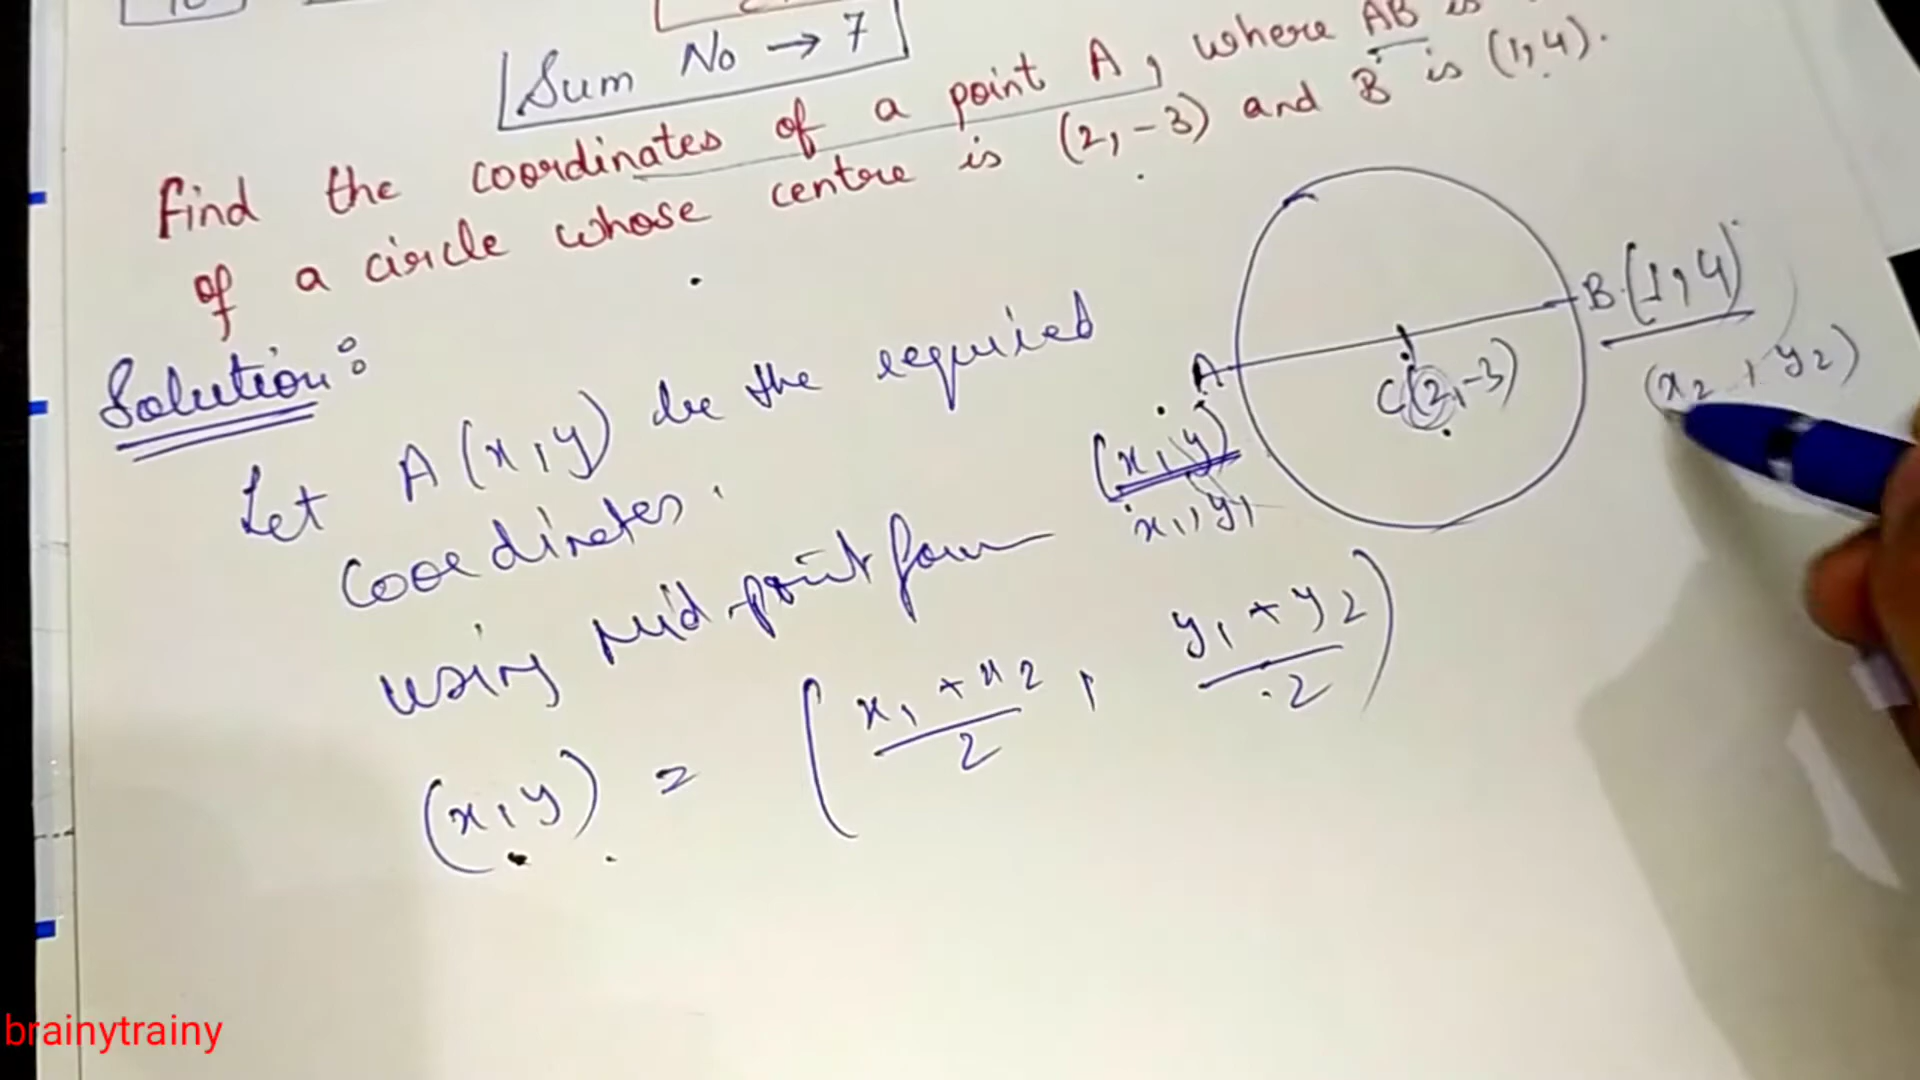 Sum No → 7
Find the coordinates of a point A, where AB is
of a circle whose centre is (2, -3) and B is (1, 4).
Solution:
Let A(x, y) be the required
coordinates.
using Mid-point form
(x, y) = (x₁ + x₂ / 2, y₁ + y₂ / 2)
A
(x, y)
x₁, y₁
C(2, -3)
B (1, 4)
(x₂, y₂)
brainytrainy